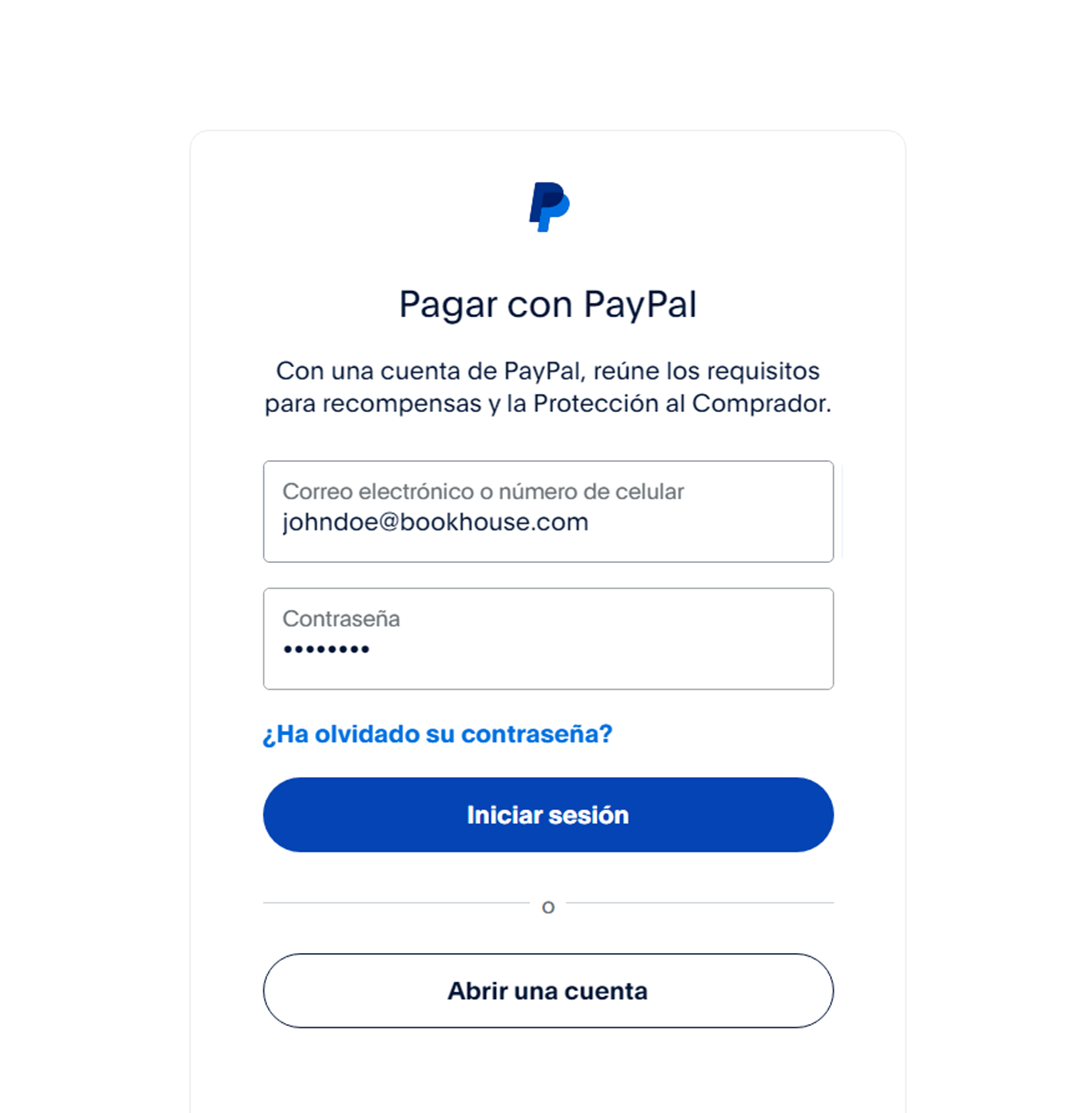 Pagar con PayPal
Con una cuenta de PayPal, reúne los requisitos
para recompensas y la Protección al Comprador.
Correo electrónico o número de celular
johndoe@bookhouse.com
Contraseña
••••••••
¿Ha olvidado su contraseña?
Iniciar sesión
o
Abrir una cuenta